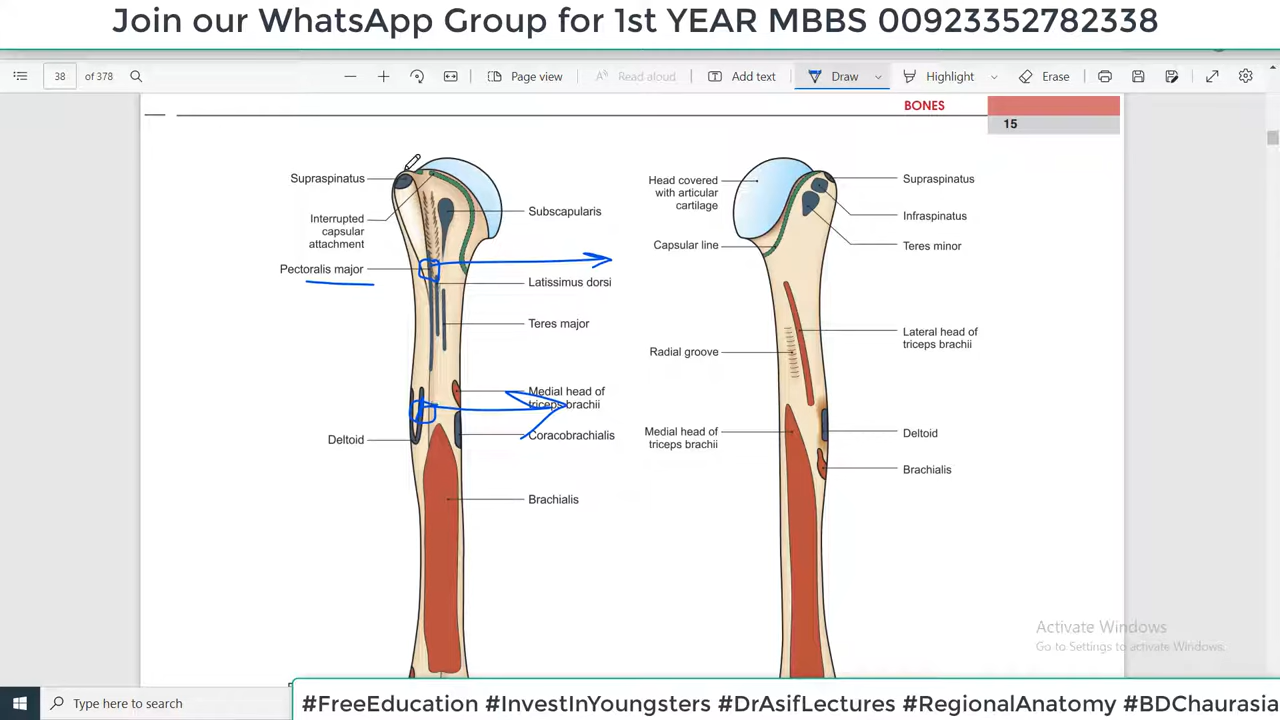 Join our WhatsApp Group for 1st YEAR MBBS 00923352782338
38 of 378
Page view
Read aloud
Add text
Draw
Highlight
Erase
BONES
15
Supraspinatus
Interrupted
capsular
attachment
Pectoralis major
Deltoid
Subscapularis
Latissimus dorsi
Teres major
Medial head of
triceps brachii
Coracobrachialis
Brachialis
Head covered
with articular
cartilage
Capsular line
Radial groove
Medial head of
triceps brachii
Supraspinatus
Infraspinatus
Teres minor
Lateral head of
triceps brachii
Deltoid
Brachialis
Activate Windows
Go to Settings to activate Windows.
Type here to search
#FreeEducation #InvestInYoungsters #DrAsifLectures #RegionalAnatomy #BDChaurasia